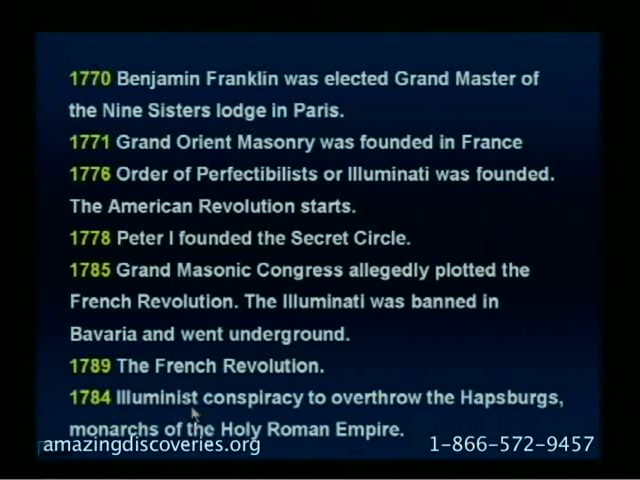 1770 Benjamin Franklin was elected Grand Master of
the Nine Sisters lodge in Paris.
1771 Grand Orient Masonry was founded in France
1776 Order of Perfectibilists or Illuminati was founded.
The American Revolution starts.
1778 Peter I founded the Secret Circle.
1785 Grand Masonic Congress allegedly plotted the
French Revolution. The Illuminati was banned in
Bavaria and went underground.
1789 The French Revolution.
1784 Illuminist conspiracy to overthrow the Hapsburgs,
monarchs of the Holy Roman Empire.
amazingdiscoveries.org 1-866-572-9457